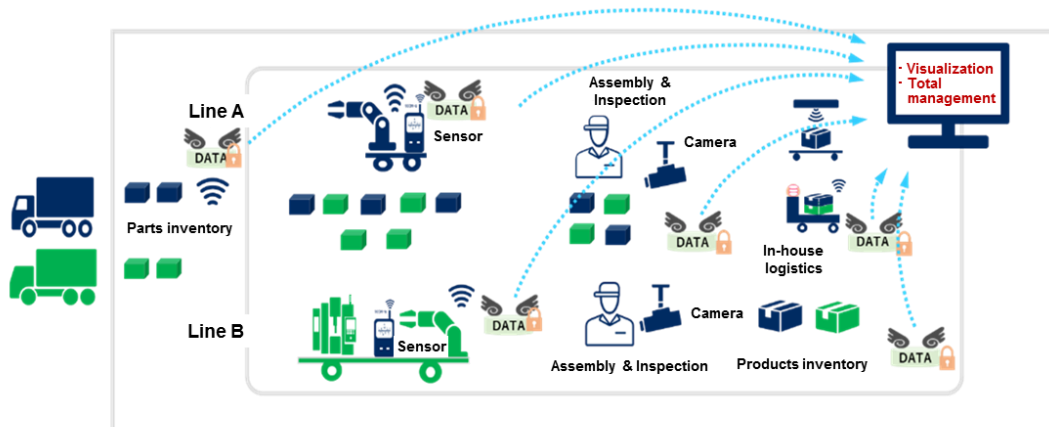 - Visualization
- Total
management
Assembly &
Inspection
Line A
DATA
Sensor
Camera
DATA
Parts inventory
DATA
DATA
In-house
logistics
DATA
Line B
Sensor
Camera
DATA
Assembly & Inspection
Products inventory